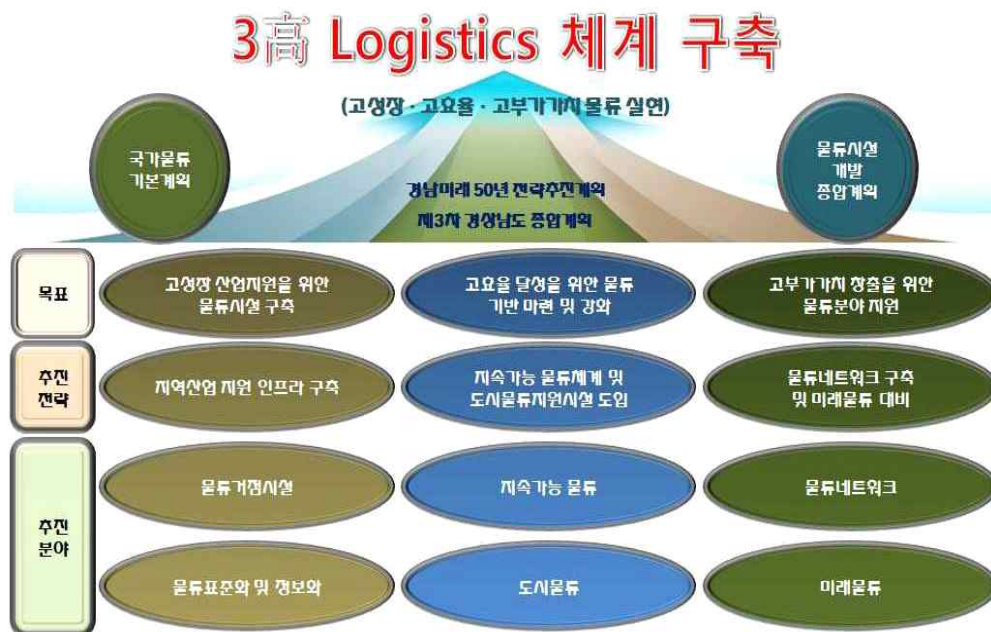 3高 Logistics 체계 구축
(고성장 · 고효율 · 고부가가치 물류 실현)
국가물류
기본계획
물류시설
개발
종합계획
경남미래 50년 전략추진계획
제3차 경상남도 종합계획
목표
고성장 산업지원을 위한
물류시설 구축
고효율 달성을 위한 물류
기반 마련 및 강화
고부가가치 창출을 위한
물류분야 지원
추진
전략
지역산업 지원 인프라 구축
지속가능 물류체계 및
도시물류지원시설 도입
물류네트워크 구축
및 미래물류 대비
추진
분야
물류거점시설
지속가능 물류
물류네트워크
물류표준화 및 정보화
도시물류
미래물류